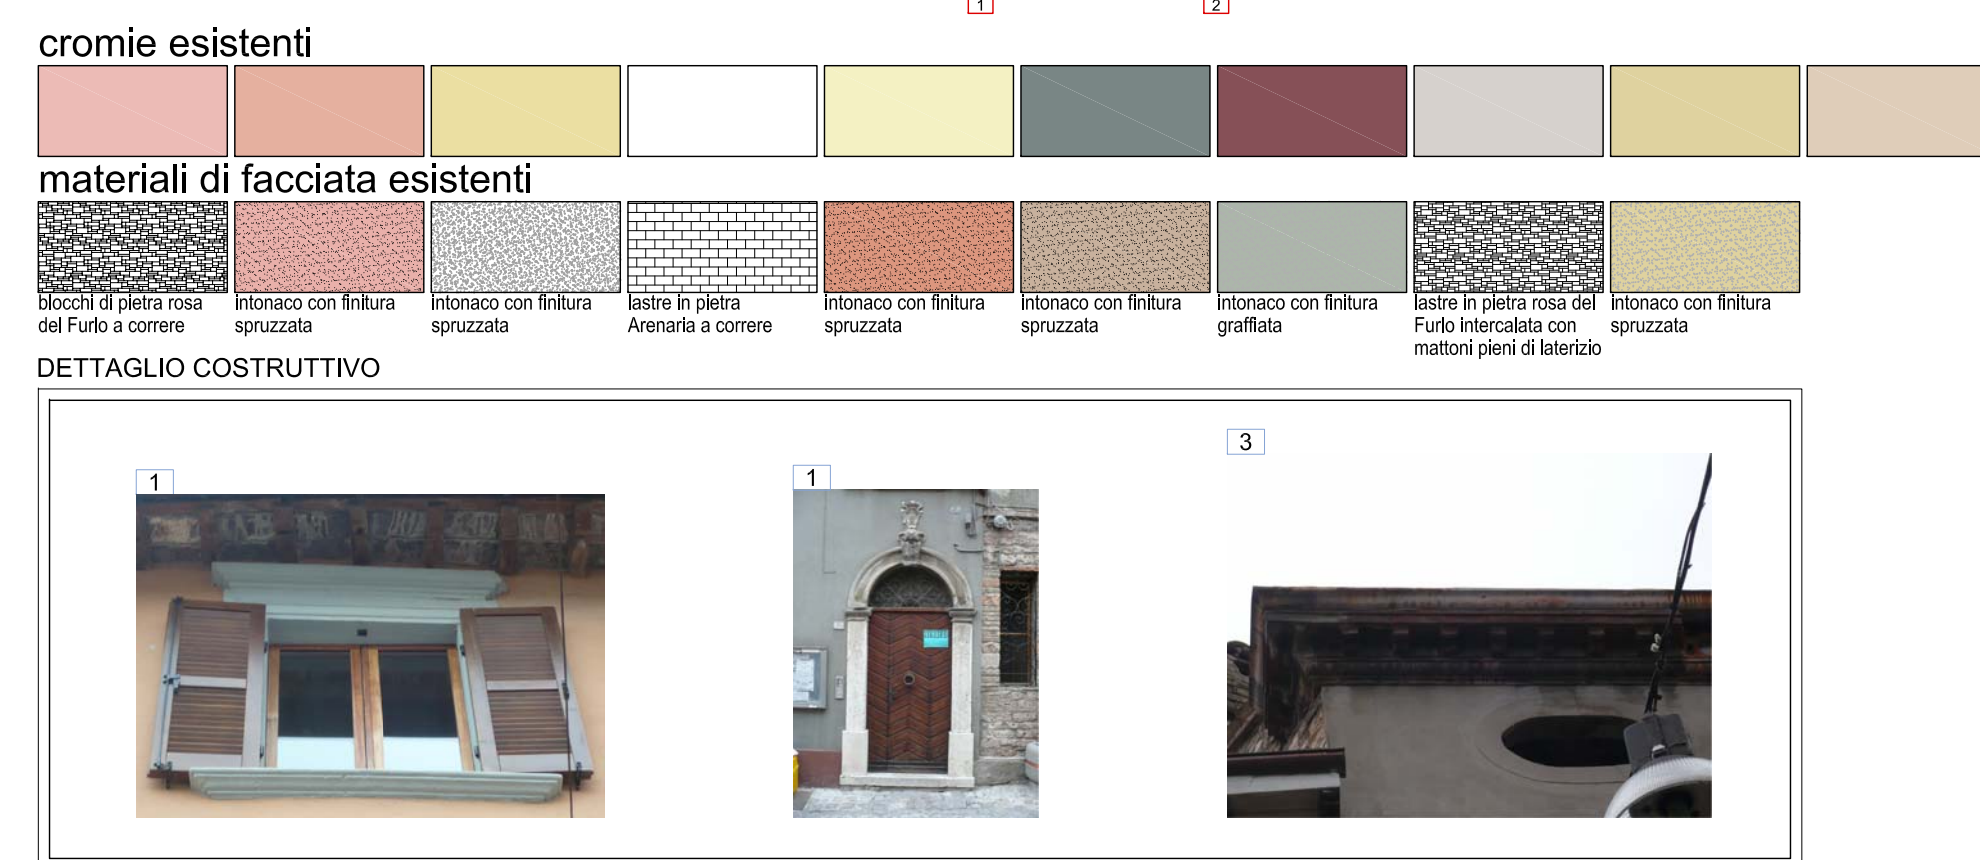 1
2
cromie esistenti
materiali di facciata esistenti
blocchi di pietra rosa
del Furlo a correre
intonaco con finitura
spruzzata
intonaco con finitura
spruzzata
lastre in pietra
Arenaria a correre
intonaco con finitura
spruzzata
intonaco con finitura
spruzzata
intonaco con finitura
graffiata
lastre in pietra rosa del
Furlo intercalata con
mattoni pieni di laterizio
intonaco con finitura
spruzzata
DETTAGLIO COSTRUTTIVO
1
1
3